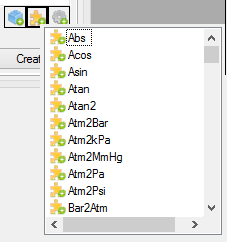 Creat
Abs
Acos
Asin
Atan
Atan2
Atm2Bar
Atm2kPa
Atm2MmHg
Atm2Pa
Atm2Psi
Bar2Atm